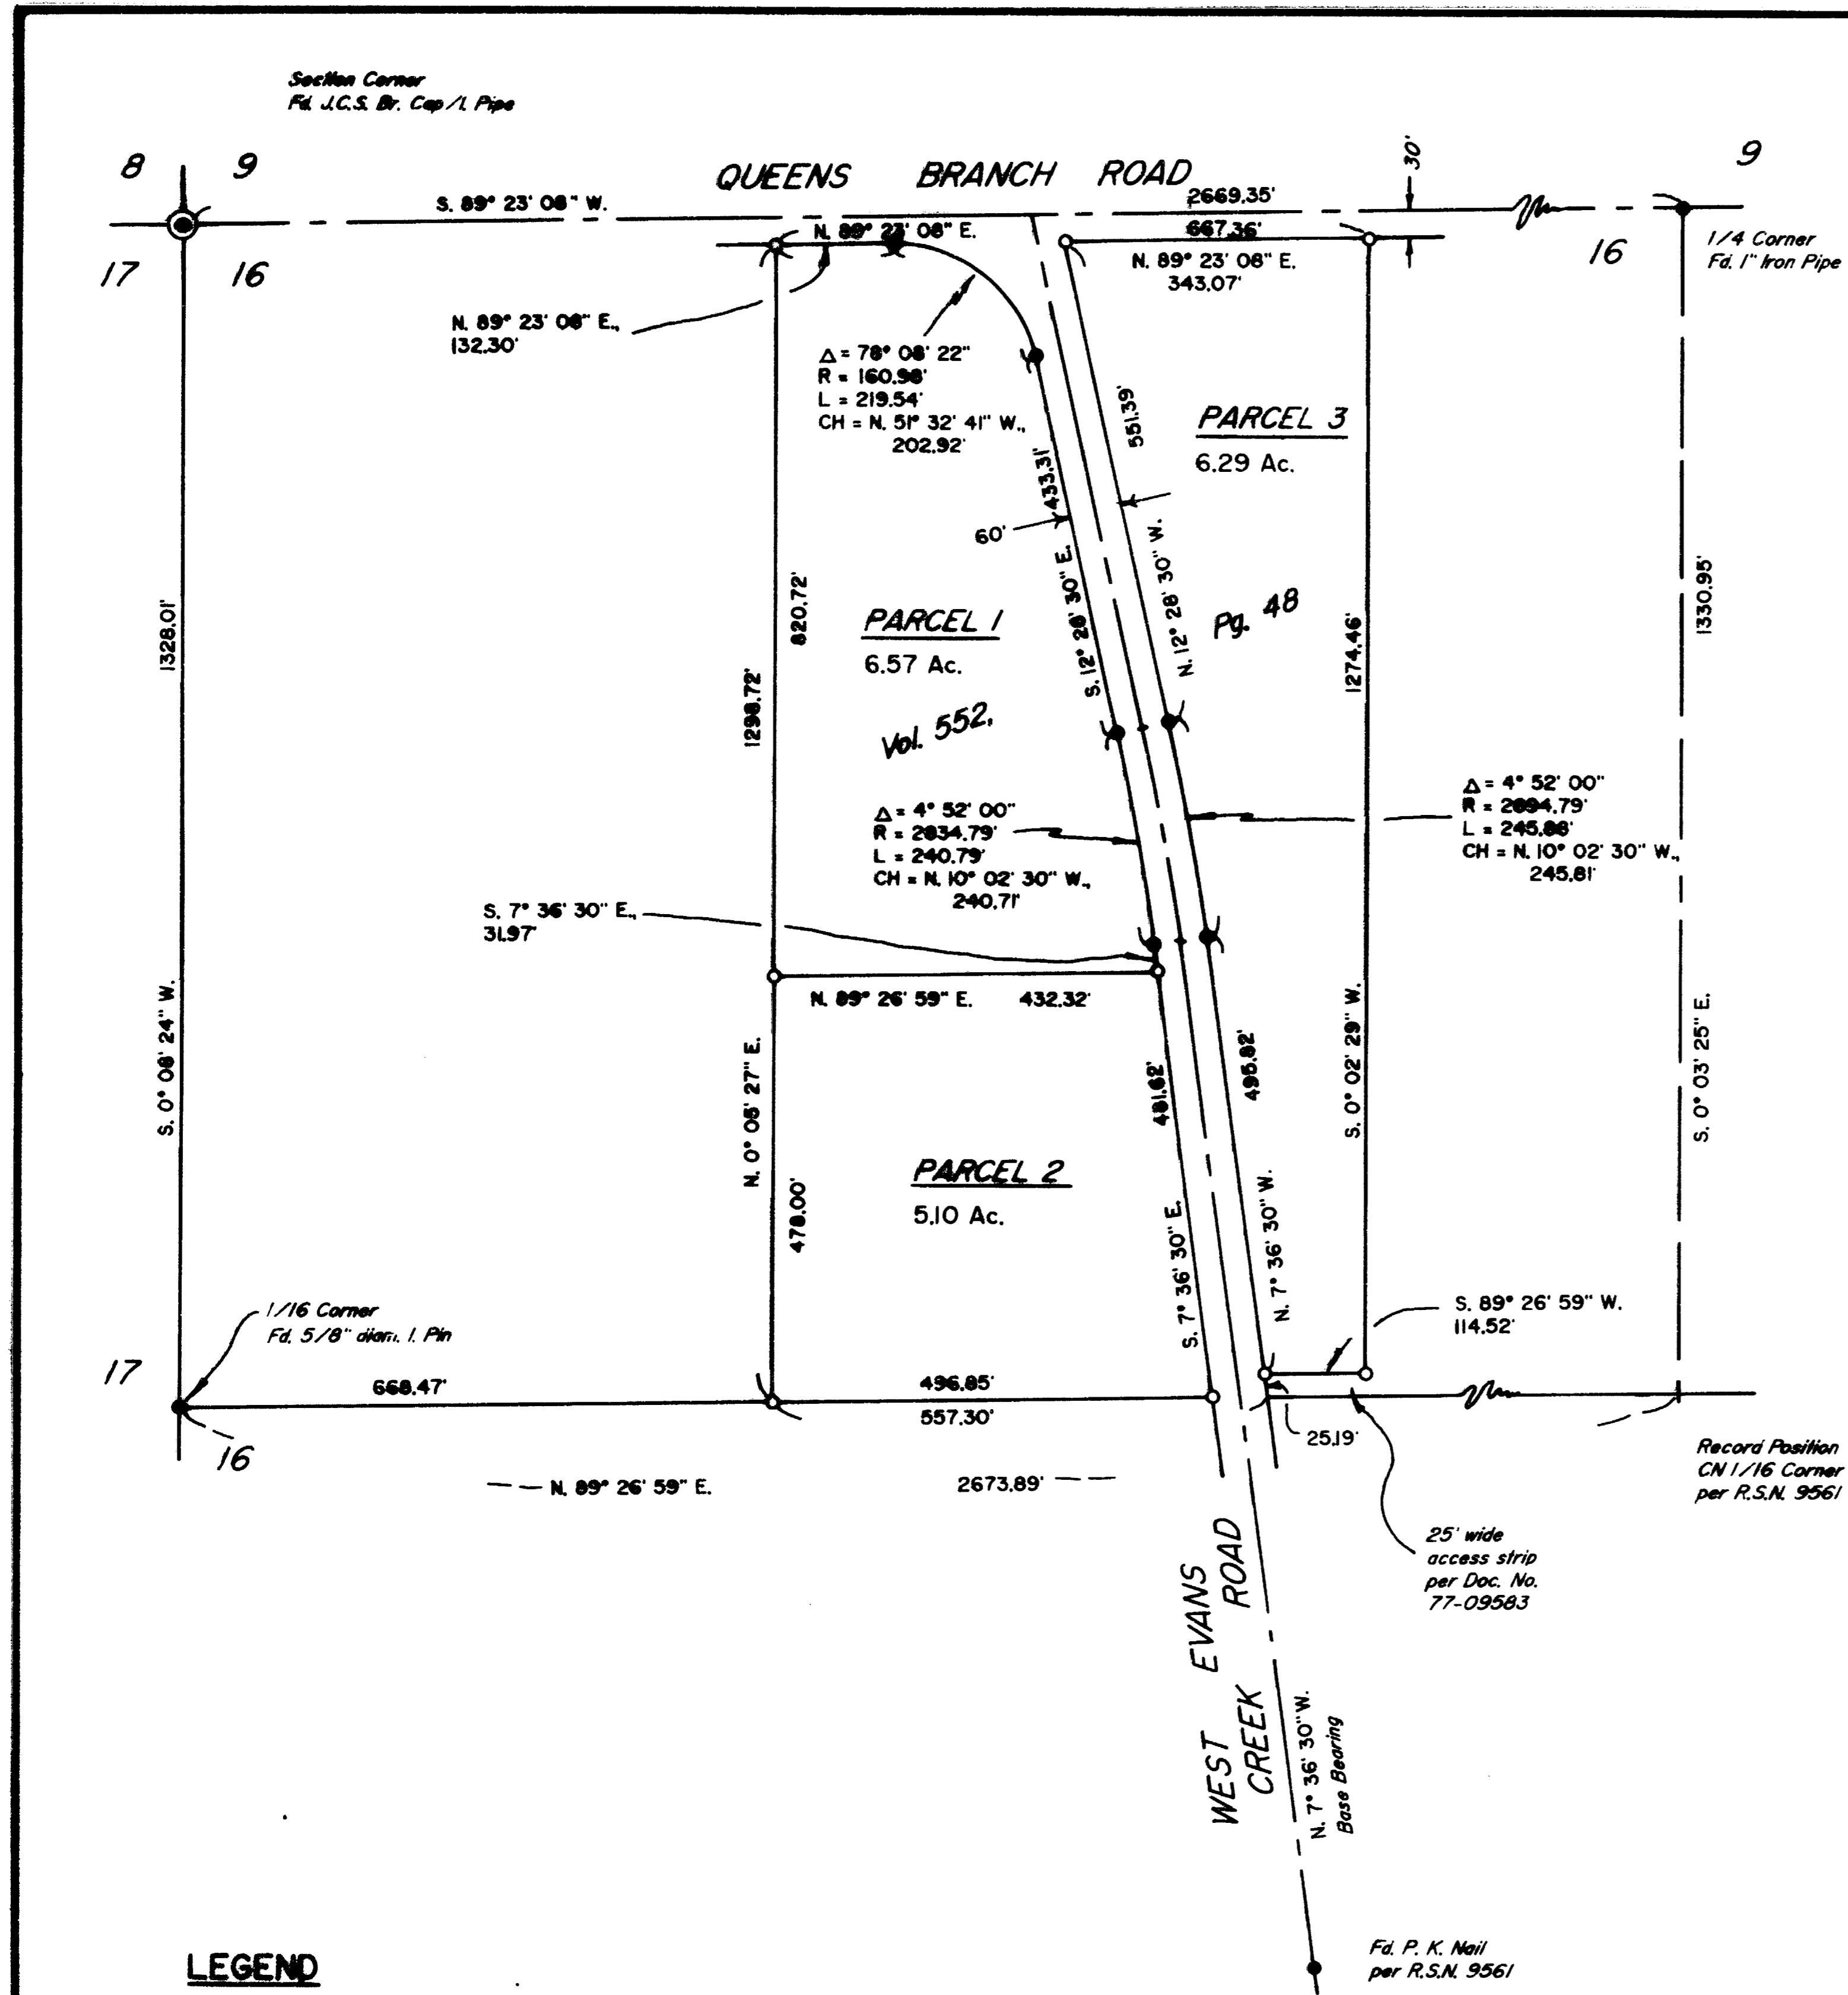 Section Corner
Fd. J.C.S. Br. Cap/I. Pipe
8
9
QUEENS BRANCH ROAD
30'
9
S. 89° 23' 08" W.
2669.35'
N. 89° 23' 08" E.
667.36'
17
16
N. 89° 23' 08" E.
343.07'
16
1/4 Corner
Fd. 1" Iron Pipe
N. 89° 23' 08" E.,
132.30'
Δ = 78° 08' 22"
R = 160.98'
L = 219.54'
CH = N. 51° 32' 41" W.,
202.92'
551.39'
PARCEL 3
6.29 Ac.
433.31'
60'
S. 12° 28' 30" E.
N. 12° 28' 30" W.
Pg. 48
1328.01'
820.72'
PARCEL 1
6.57 Ac.
1298.72'
1274.46'
1330.95'
Vol. 552,
Δ = 4° 52' 00"
R = 2834.79'
L = 240.79'
CH = N. 10° 02' 30" W.,
240.71'
Δ = 4° 52' 00"
R = 2894.79'
L = 245.88'
CH = N. 10° 02' 30" W.,
245.81'
S. 7° 36' 30" E.,
31.97'
N. 89° 26' 59" E. 432.32'
S. 0° 08' 24" W.
N. 0° 05' 27" E.
481.62'
495.82'
S. 0° 02' 29" W.
S. 0° 03' 25" E.
PARCEL 2
5.10 Ac.
478.00'
S. 7° 36' 30" E.
N. 7° 36' 30" W.
1/16 Corner
Fd. 5/8" diam. I. Pin
S. 89° 26' 59" W.
114.52'
17
668.47'
496.85'
557.30'
25.19'
16
N. 89° 26' 59" E.
2673.89'
Record Position
CN 1/16 Corner
per R.S.N. 9561
25' wide
access strip
per Doc. No.
77-09583
WEST EVANS
CREEK ROAD
N. 7° 36' 30" W.
Base Bearing
LEGEND
Fd. P. K. Nail
per R.S.N. 9561